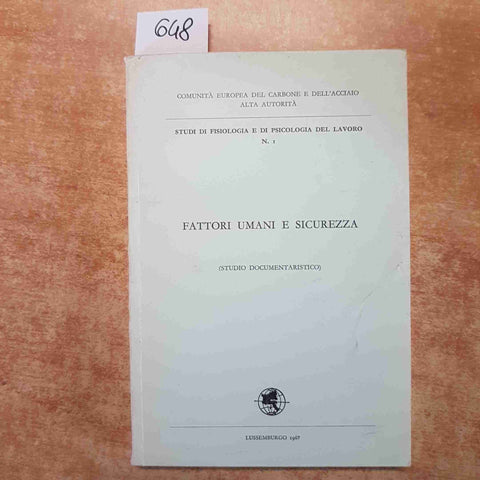 648
COMUNITÀ EUROPEA DEL CARBONE E DELL'ACCIAIO
ALTA AUTORITÀ
STUDI DI FISIOLOGIA E DI PSICOLOGIA DEL LAVORO
N. 1
FATTORI UMANI E SICUREZZA
(STUDIO DOCUMENTARISTICO)
LUSSEMBURGO 1967